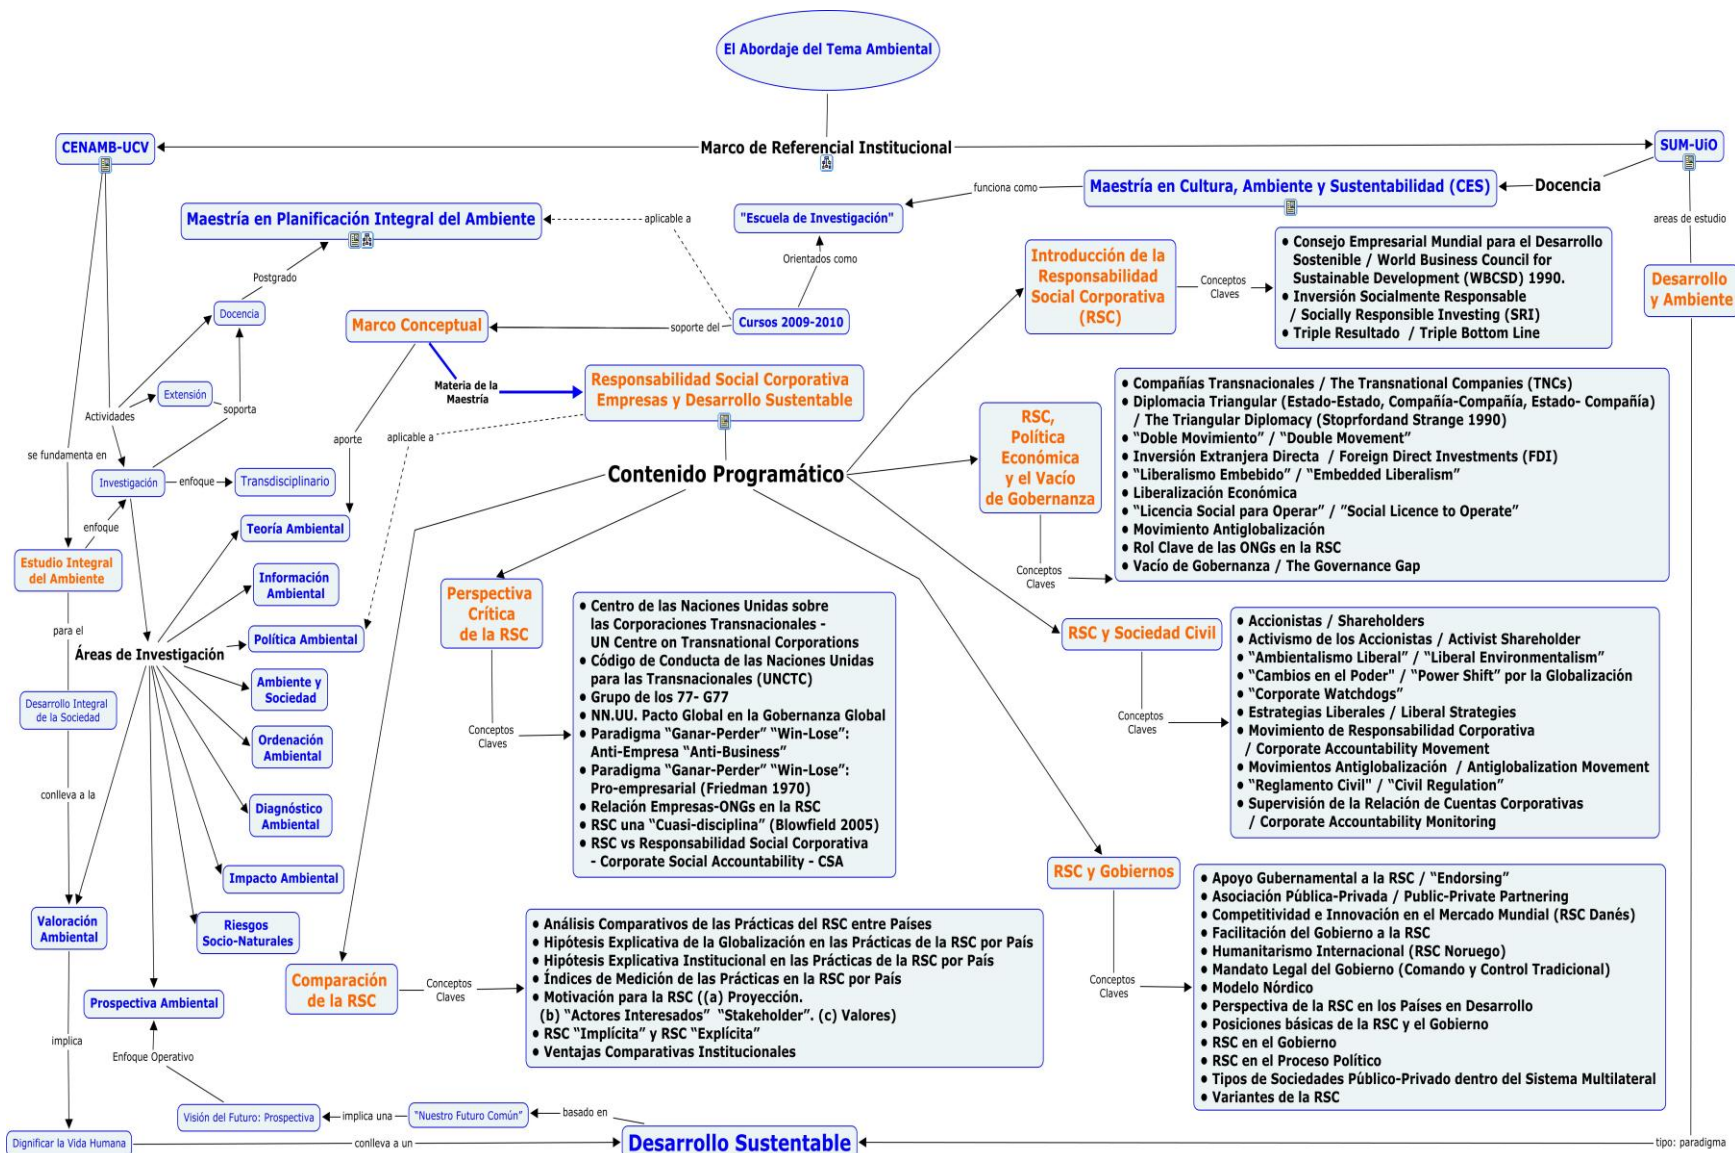 El Abordaje del Tema Ambiental
CENAMB-UCV
Marco de Referencial Institucional
SUM-UiO
Maestría en Cultura, Ambiente y Sustentabilidad (CES)
Docencia
funciona como
areas de estudio
Maestría en Planificación Integral del Ambiente
aplicable a
"Escuela de Investigación"
Orientados como
Postgrado
Docencia
Cursos 2009-2010
soporte del
Marco Conceptual
Materia de la
Maestría
Responsabilidad Social Corporativa
Empresas y Desarrollo Sustentable
Introducción de la
Responsabilidad
Social Corporativa
(RSC)
Conceptos
Claves
• Consejo Empresarial Mundial para el Desarrollo
Sostenible / World Business Council for
Sustainable Development (WBCSD) 1990.
• Inversión Socialmente Responsable
/ Socially Responsible Investing (SRI)
• Triple Resultado / Triple Bottom Line
Desarrollo
y Ambiente
Extensión
Actividades
soporta
se fundamenta en
aporte
aplicable a
Investigación
enfoque
Transdisciplinario
enfoque
Contenido Programático
RSC,
Política
Económica
y el Vacío
de Gobernanza
Conceptos
Claves
• Compañías Transnacionales / The Transnational Companies (TNCs)
• Diplomacia Triangular (Estado-Estado, Compañía-Compañía, Estado- Compañía)
/ The Triangular Diplomacy (Stoprfordand Strange 1990)
• “Doble Movimiento” / “Double Movement”
• Inversión Extranjera Directa / Foreign Direct Investments (FDI)
• “Liberalismo Embebido” / “Embedded Liberalism”
• Liberalización Económica
• “Licencia Social para Operar” / ”Social Licence to Operate”
• Movimiento Antiglobalización
• Rol Clave de las ONGs en la RSC
• Vacío de Gobernanza / The Governance Gap
Estudio Integral
del Ambiente
para el
Desarrollo Integral
de la Sociedad
conlleva a la
Áreas de Investigación
Teoría Ambiental
Información
Ambiental
Política Ambiental
Ambiente y
Sociedad
Ordenación
Ambiental
Diagnóstico
Ambiental
Impacto Ambiental
Riesgos
Socio-Naturales
Valoración
Ambiental
Prospectiva Ambiental
implica
Enfoque Operativo
Perspectiva
Crítica
de la RSC
Conceptos
Claves
• Centro de las Naciones Unidas sobre
las Corporaciones Transnacionales -
UN Centre on Transnational Corporations
• Código de Conducta de las Naciones Unidas
para las Transnacionales (UNCTC)
• Grupo de los 77- G77
• NN.UU. Pacto Global en la Gobernanza Global
• Paradigma “Ganar-Perder” “Win-Lose”:
Anti-Empresa “Anti-Business”
• Paradigma “Ganar-Perder” “Win-Lose”:
Pro-empresarial (Friedman 1970)
• Relación Empresas-ONGs en la RSC
• RSC una “Cuasi-disciplina” (Blowfield 2005)
• RSC vs Responsabilidad Social Corporativa
- Corporate Social Accountability - CSA
RSC y Sociedad Civil
Conceptos
Claves
• Accionistas / Shareholders
• Activismo de los Accionistas / Activist Shareholder
• “Ambientalismo Liberal” / “Liberal Environmentalism”
• “Cambios en el Poder" / “Power Shift” por la Globalización
• “Corporate Watchdogs”
• Estrategias Liberales / Liberal Strategies
• Movimiento de Responsabilidad Corporativa
/ Corporate Accountability Movement
• Movimientos Antiglobalización / Antiglobalization Movement
• “Reglamento Civil" / “Civil Regulation”
• Supervisión de la Relación de Cuentas Corporativas
/ Corporate Accountability Monitoring
RSC y Gobiernos
Conceptos
Claves
• Apoyo Gubernamental a la RSC / “Endorsing”
• Asociación Pública-Privada / Public-Private Partnering
• Competitividad e Innovación en el Mercado Mundial (RSC Danés)
• Facilitación del Gobierno a la RSC
• Humanitarismo Internacional (RSC Noruego)
• Mandato Legal del Gobierno (Comando y Control Tradicional)
• Modelo Nórdico
• Perspectiva de la RSC en los Países en Desarrollo
• Posiciones básicas de la RSC y el Gobierno
• RSC en el Gobierno
• RSC en el Proceso Político
• Tipos de Sociedades Público-Privado dentro del Sistema Multilateral
• Variantes de la RSC
Comparación
de la RSC
Conceptos
Claves
• Análisis Comparativos de las Prácticas del RSC entre Países
• Hipótesis Explicativa de la Globalización en las Prácticas de la RSC por País
• Hipótesis Explicativa Institucional en las Prácticas de la RSC por País
• Índices de Medición de las Prácticas en la RSC por País
• Motivación para la RSC ((a) Proyección.
(b) “Actores Interesados” “Stakeholder”. (c) Valores)
• RSC “Implícita” y RSC “Explícita”
• Ventajas Comparativas Institucionales
Visión del Futuro: Prospectiva
implica una
“Nuestro Futuro Común”
basado en
Dignificar la Vida Humana
conlleva a un
Desarrollo Sustentable
tipo: paradigma